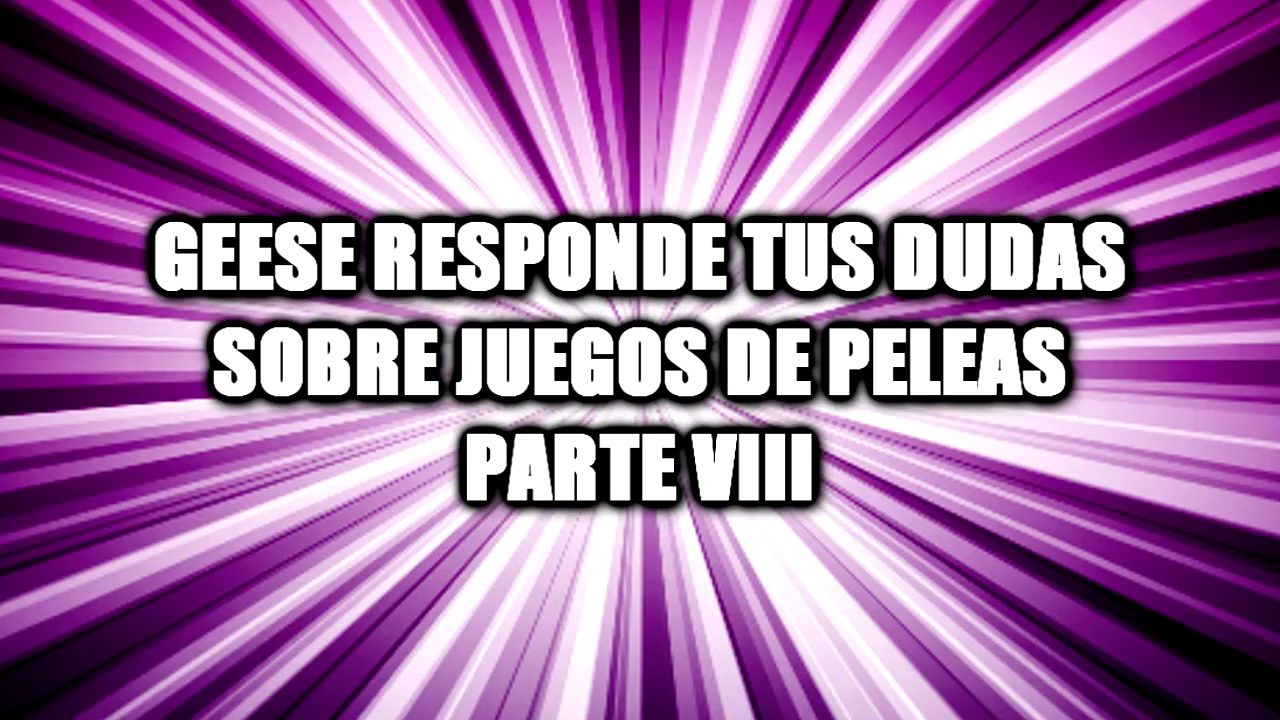 GEESE RESPONDE TUS DUDAS
SOBRE JUEGOS DE PELEAS
PARTE VIII